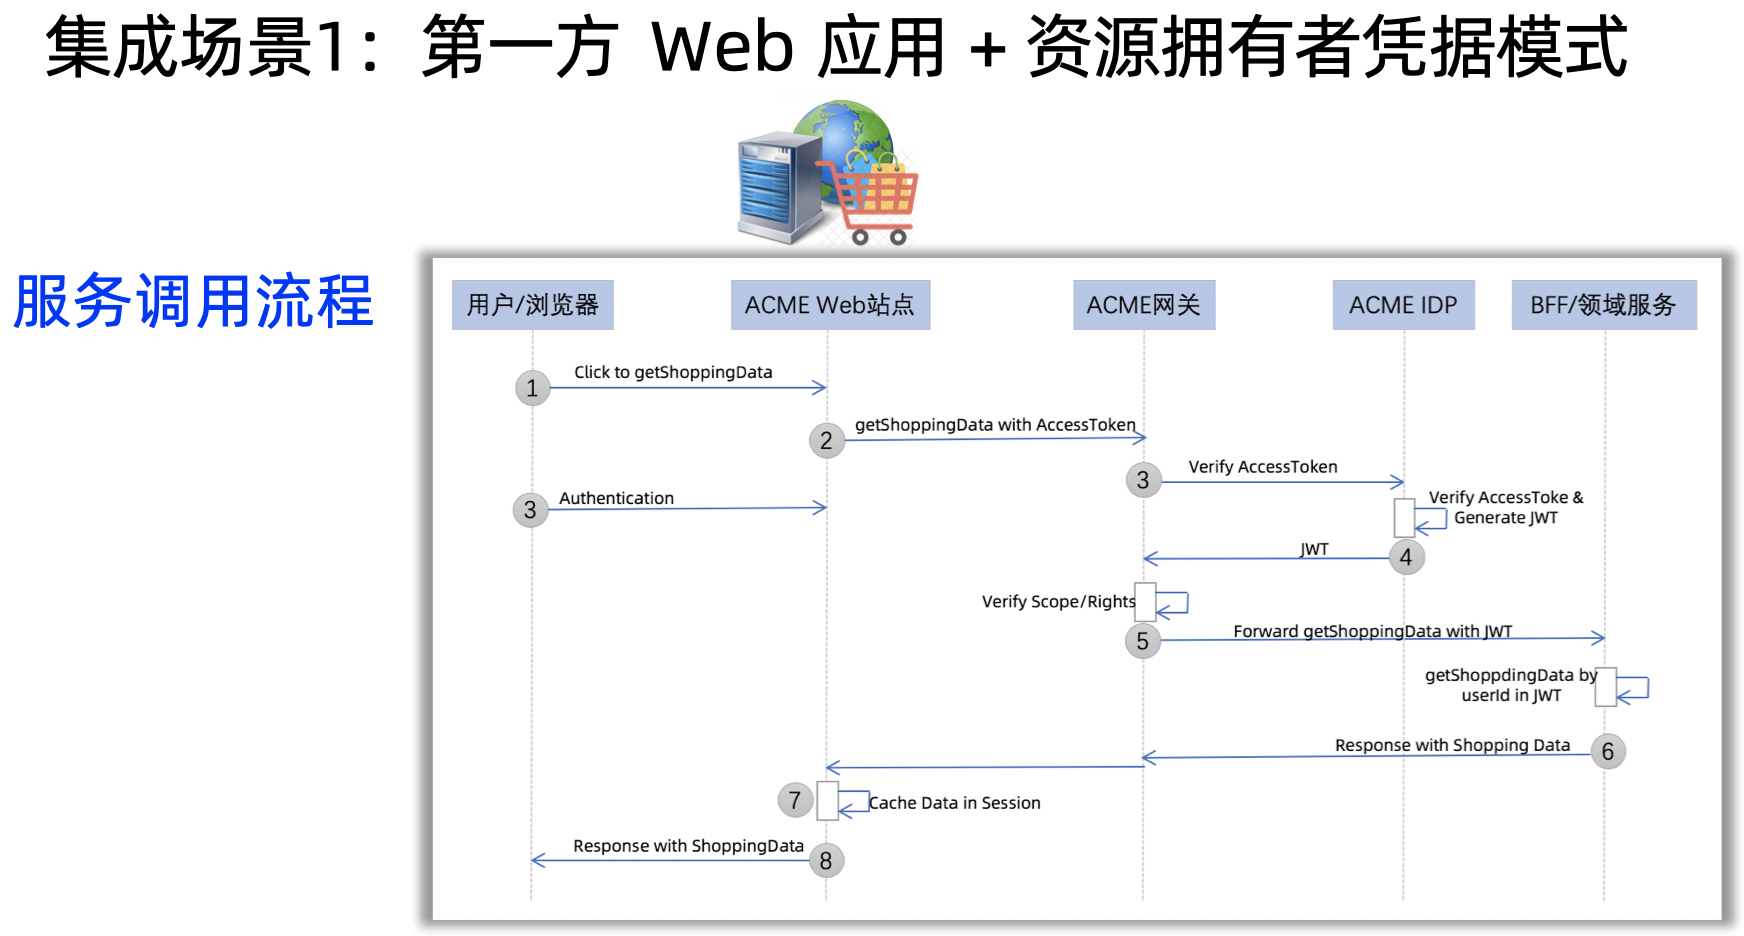 集成场景1：第一方 Web 应用 + 资源拥有者凭据模式
服务调用流程
用户/浏览器
ACME Web站点
ACME网关
ACME IDP
BFF/领域服务
1
Click to getShoppingData
2
getShoppingData with AccessToken
3
Verify AccessToken
3
Authentication
Verify AccessToke &
Generate JWT
4
JWT
Verify Scope/Rights
5
Forward getShoppingData with JWT
getShoppdingData by
userId in JWT
6
Response with Shopping Data
7
Cache Data in Session
8
Response with ShoppingData